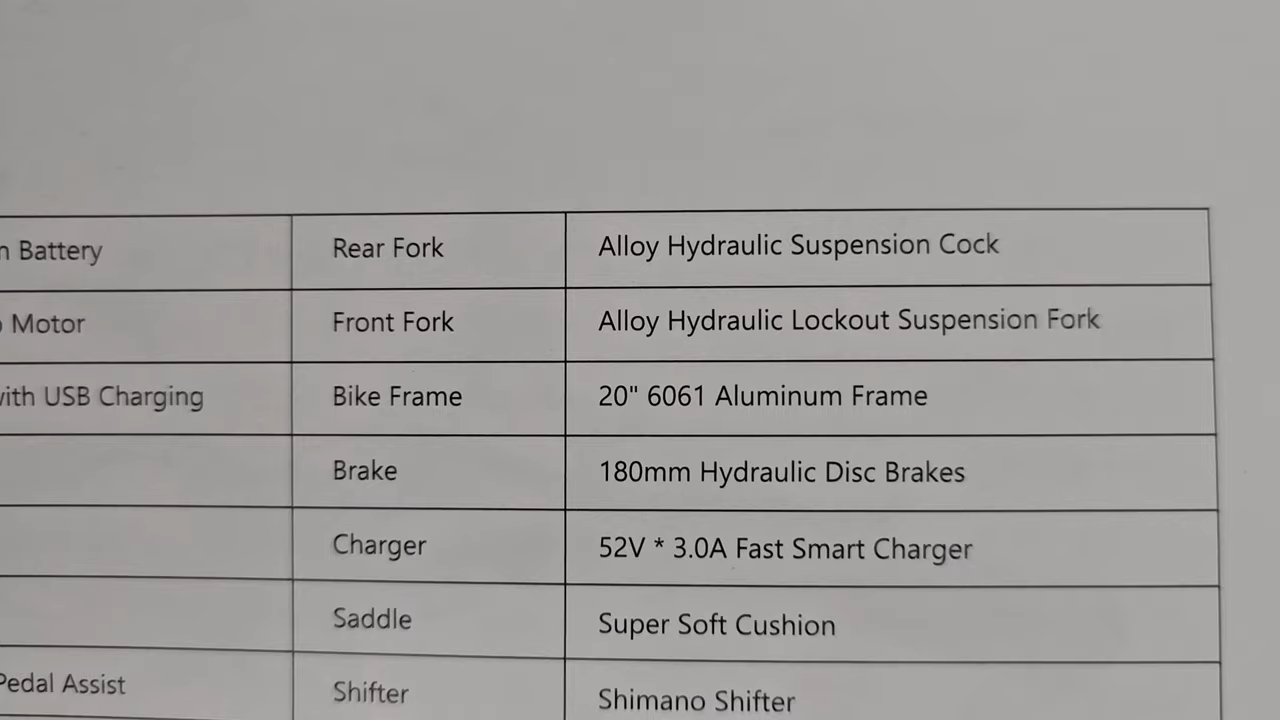 Battery Rear Fork Alloy Hydraulic Suspension Cock
Motor Front Fork Alloy Hydraulic Lockout Suspension Fork
with USB Charging Bike Frame 20" 6061 Aluminum Frame
Brake 180mm Hydraulic Disc Brakes
Charger 52V * 3.0A Fast Smart Charger
Saddle Super Soft Cushion
Pedal Assist Shifter Shimano Shifter